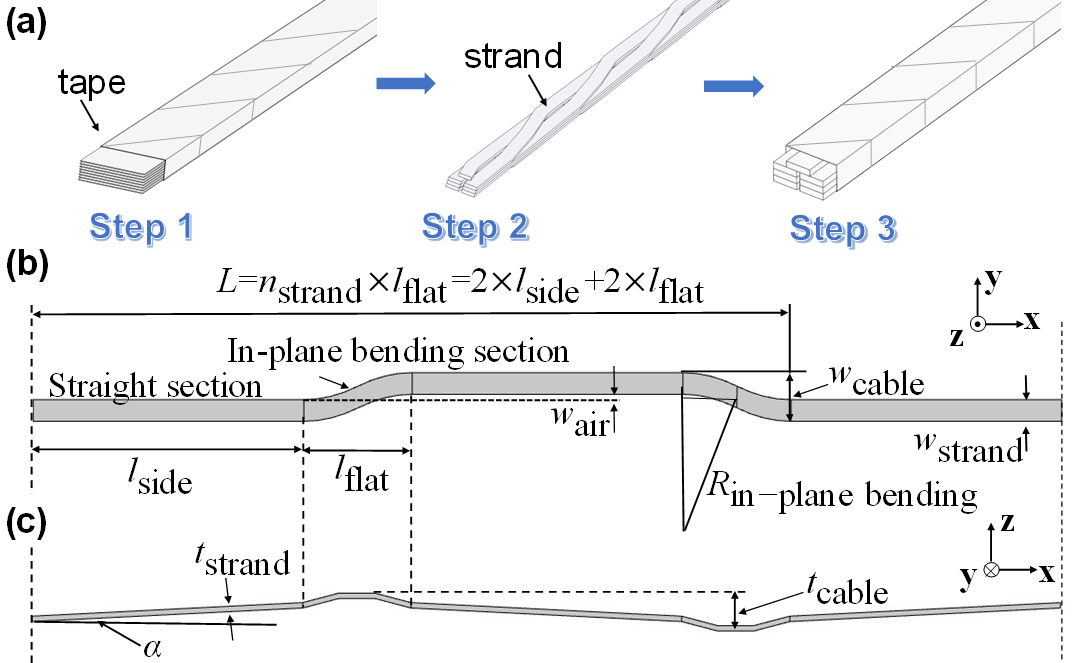 (a)
tape
strand
Step 1
Step 2
Step 3
(b)
L=nstrand×lflat=2×lside+2×lflat
y
z
x
In-plane bending section
Straight section
wcable
wair
wstrand
lside
lflat
Rin−plane bending
(c)
z
y
x
tstrand
tcable
α